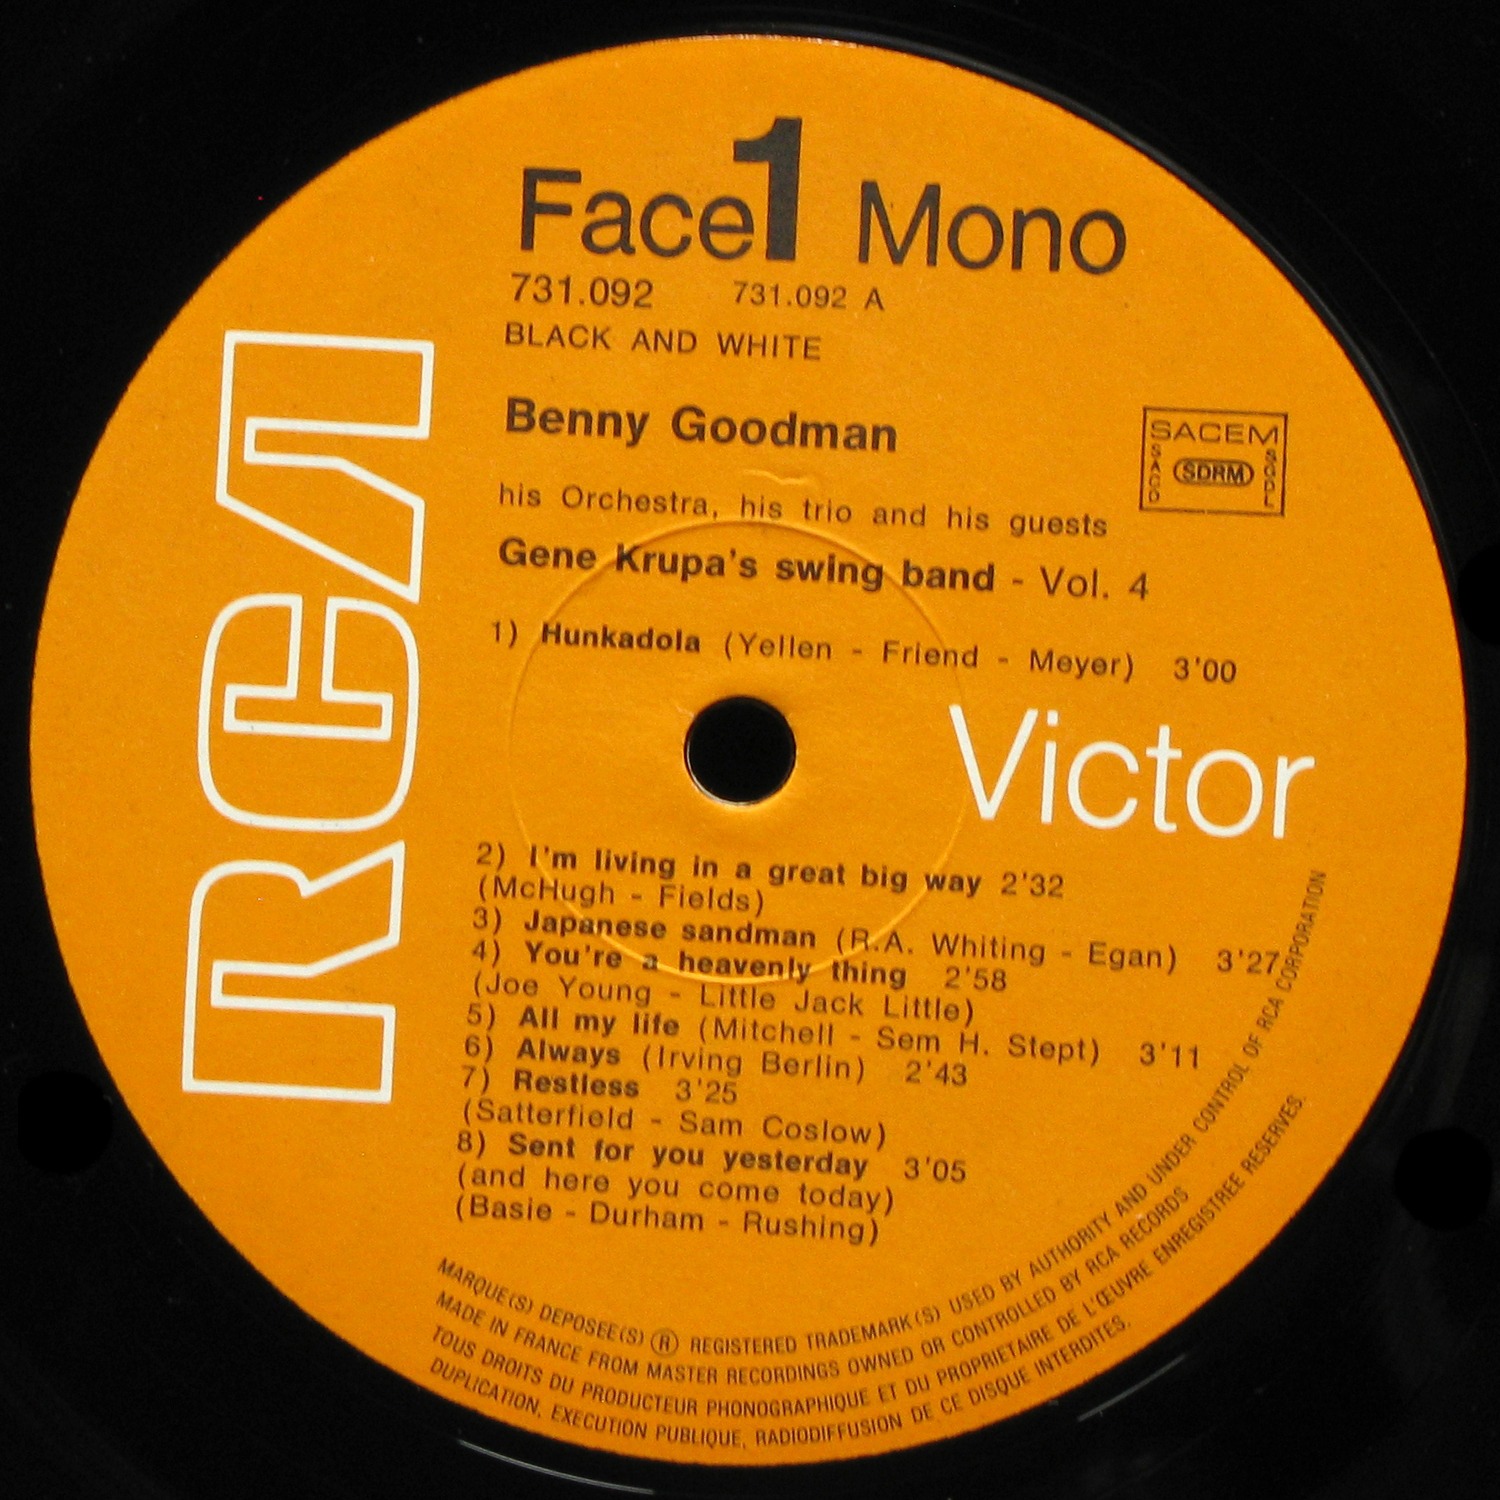 Face 1 Mono
731.092 731.092 A
BLACK AND WHITE
Benny Goodman
SACEM
SACD SDRM SGDL
his Orchestra, his trio and his guests
Gene Krupa's swing band - Vol. 4
1) Hunkadola (Yellen - Friend - Meyer) 3'00
RCA
Victor
2) I'm living in a great big way 2'32
(McHugh - Fields)
3) Japanese sandman (R.A. Whiting - Egan) 3'27
4) You're a heavenly thing 2'58
(Joe Young - Little Jack Little)
5) All my life (Mitchell - Sem H. Stept) 3'11
6) Always (Irving Berlin) 2'43
7) Restless 3'25
(Satterfield - Sam Coslow)
8) Sent for you yesterday 3'05
(and here you come today)
(Basie - Durham - Rushing)
MARQUE(S) DEPOSEE(S) ® REGISTERED TRADEMARK(S) USED BY AUTHORITY AND UNDER CONTROL OF RCA CORPORATION
MADE IN FRANCE FROM MASTER RECORDINGS OWNED OR CONTROLLED BY RCA RECORDS
TOUS DROITS DU PRODUCTEUR PHONOGRAPHIQUE ET DU PROPRIETAIRE DE L'ŒUVRE ENREGISTREE RESERVES.
DUPLICATION, EXECUTION PUBLIQUE, RADIODIFFUSION DE CE DISQUE INTERDITES.